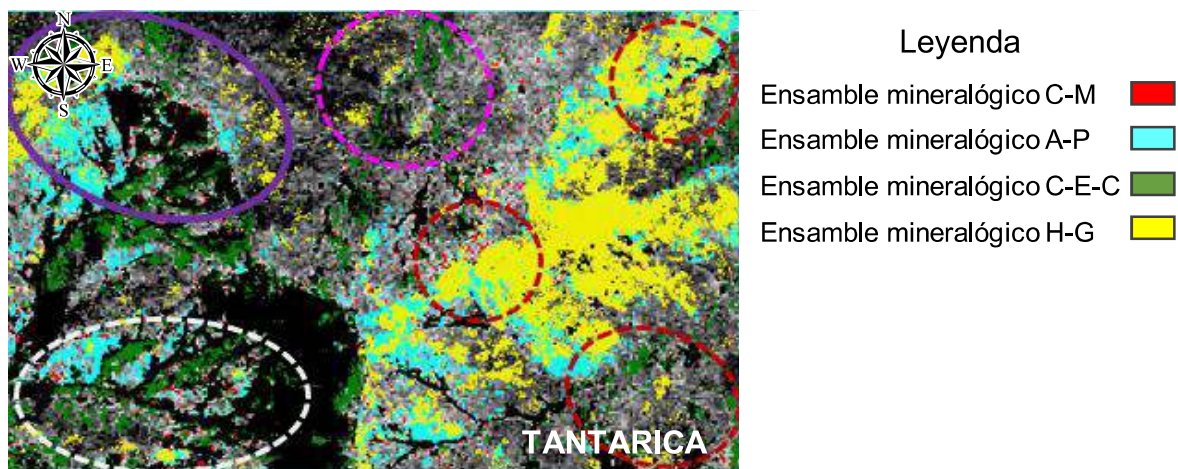 N
W E
S
TANTARICA
Leyenda
Ensamble mineralógico C-M
Ensamble mineralógico A-P
Ensamble mineralógico C-E-C
Ensamble mineralógico H-G